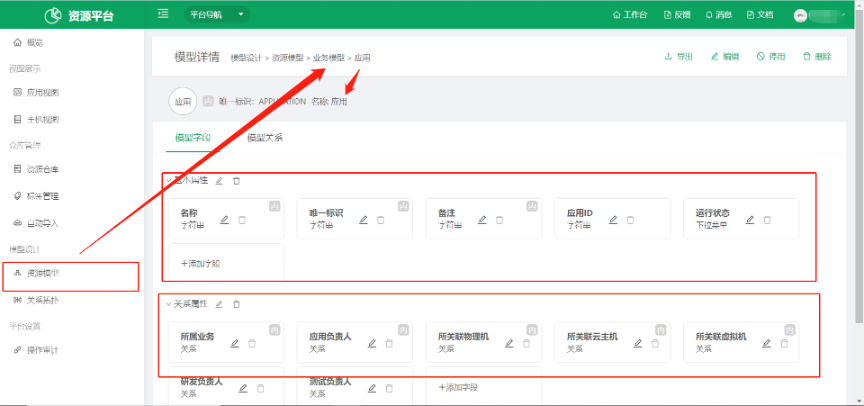 资源平台 平台导航 工作台 反馈 消息 文档
概览
视图展示
应用视图
主机视图
仓库管理
资源仓库
标签管理
自动导入
模型设计
资源模型
关系拓扑
平台设置
操作审计
模型详情 模型设计 > 资源模型 > 业务模型 > 应用 导出 编辑 停用 删除
应用 内 唯一标识: APPLICATION 名称: 应用
模型字段 模型关系
基本属性
名称 内 唯一标识 内 备注 内 应用ID 运行状态
字符串 字符串 字符串 字符串 下拉菜单
+添加字段
关系属性
所属业务 内 应用负责人 内 所关联物理机 内 所关联云主机 内 所关联虚拟机 内
关系 关系 关系 关系 关系
研发负责人 测试负责人 +添加字段
关系 关系